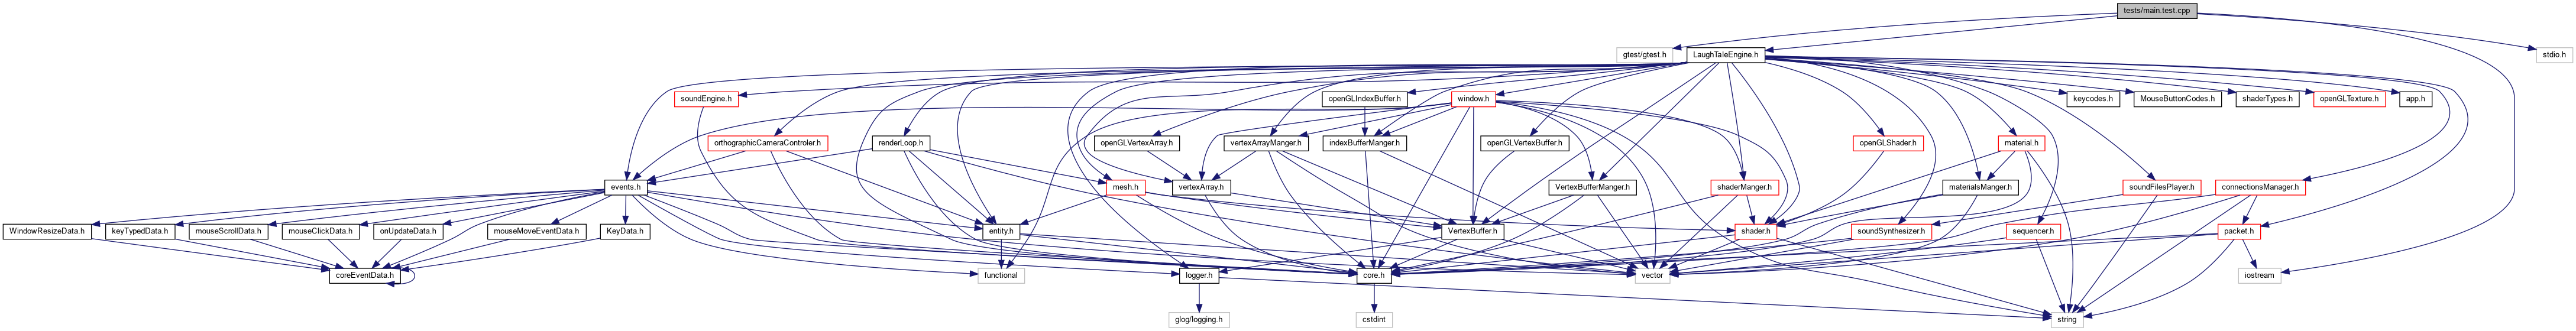 tests/main.test.cpp
gtest/gtest.h
LaughTaleEngine.h
stdio.h
soundEngine.h
openGLIndexBuffer.h
window.h
keycodes.h
MouseButtonCodes.h
shaderTypes.h
openGLTexture.h
app.h
orthographicCameraControler.h
renderLoop.h
openGLVertexArray.h
vertexArrayManger.h
indexBufferManger.h
openGLVertexBuffer.h
openGLShader.h
material.h
events.h
mesh.h
vertexArray.h
VertexBufferManger.h
shaderManger.h
materialsManger.h
soundFilesPlayer.h
connectionsManager.h
WindowResizeData.h
keyTypedData.h
mouseScrollData.h
mouseClickData.h
onUpdateData.h
mouseMoveEventData.h
KeyData.h
entity.h
VertexBuffer.h
shader.h
soundSynthesizer.h
sequencer.h
packet.h
coreEventData.h
functional
logger.h
core.h
vector
iostream
glog/logging.h
cstdint
string